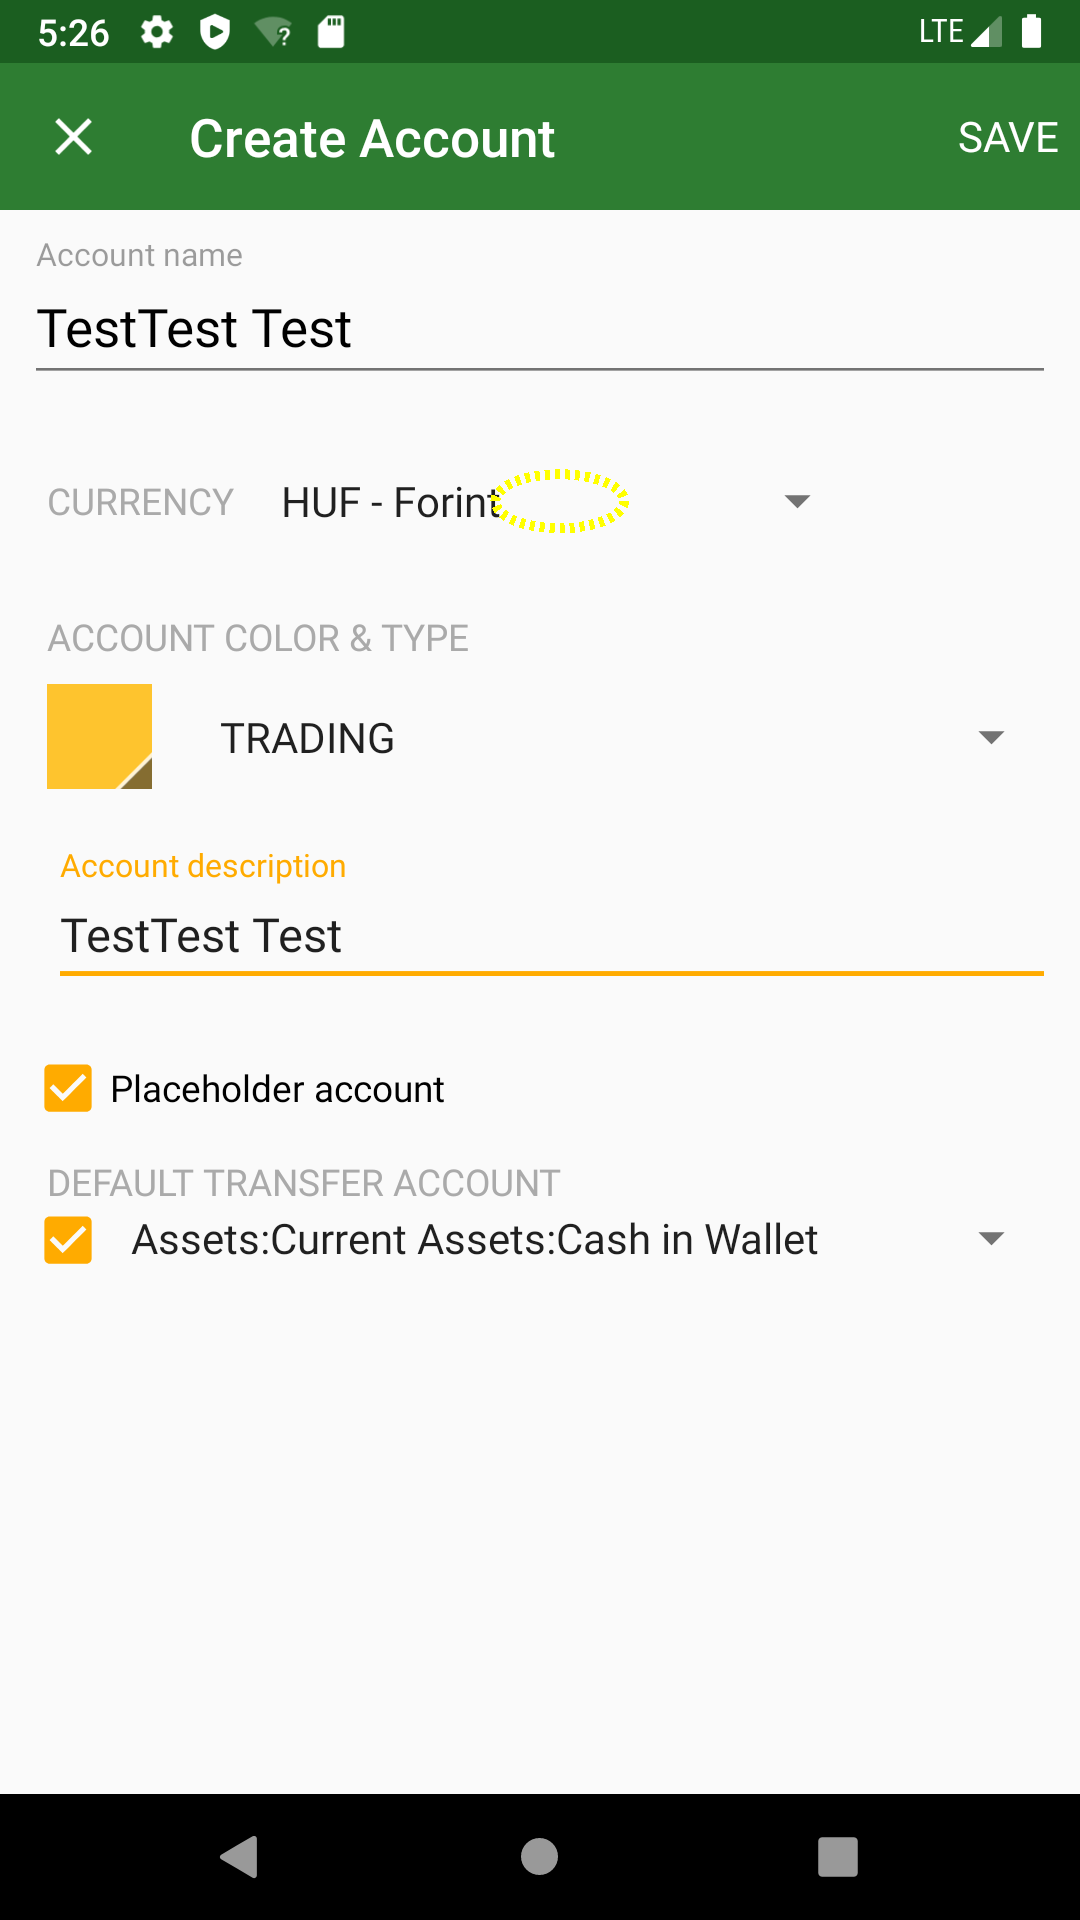 5:26
LTE
Create Account
SAVE
Account name
TestTest Test
CURRENCY
HUF - Forint
ACCOUNT COLOR & TYPE
TRADING
Account description
TestTest Test
Placeholder account
DEFAULT TRANSFER ACCOUNT
Assets:Current Assets:Cash in Wallet